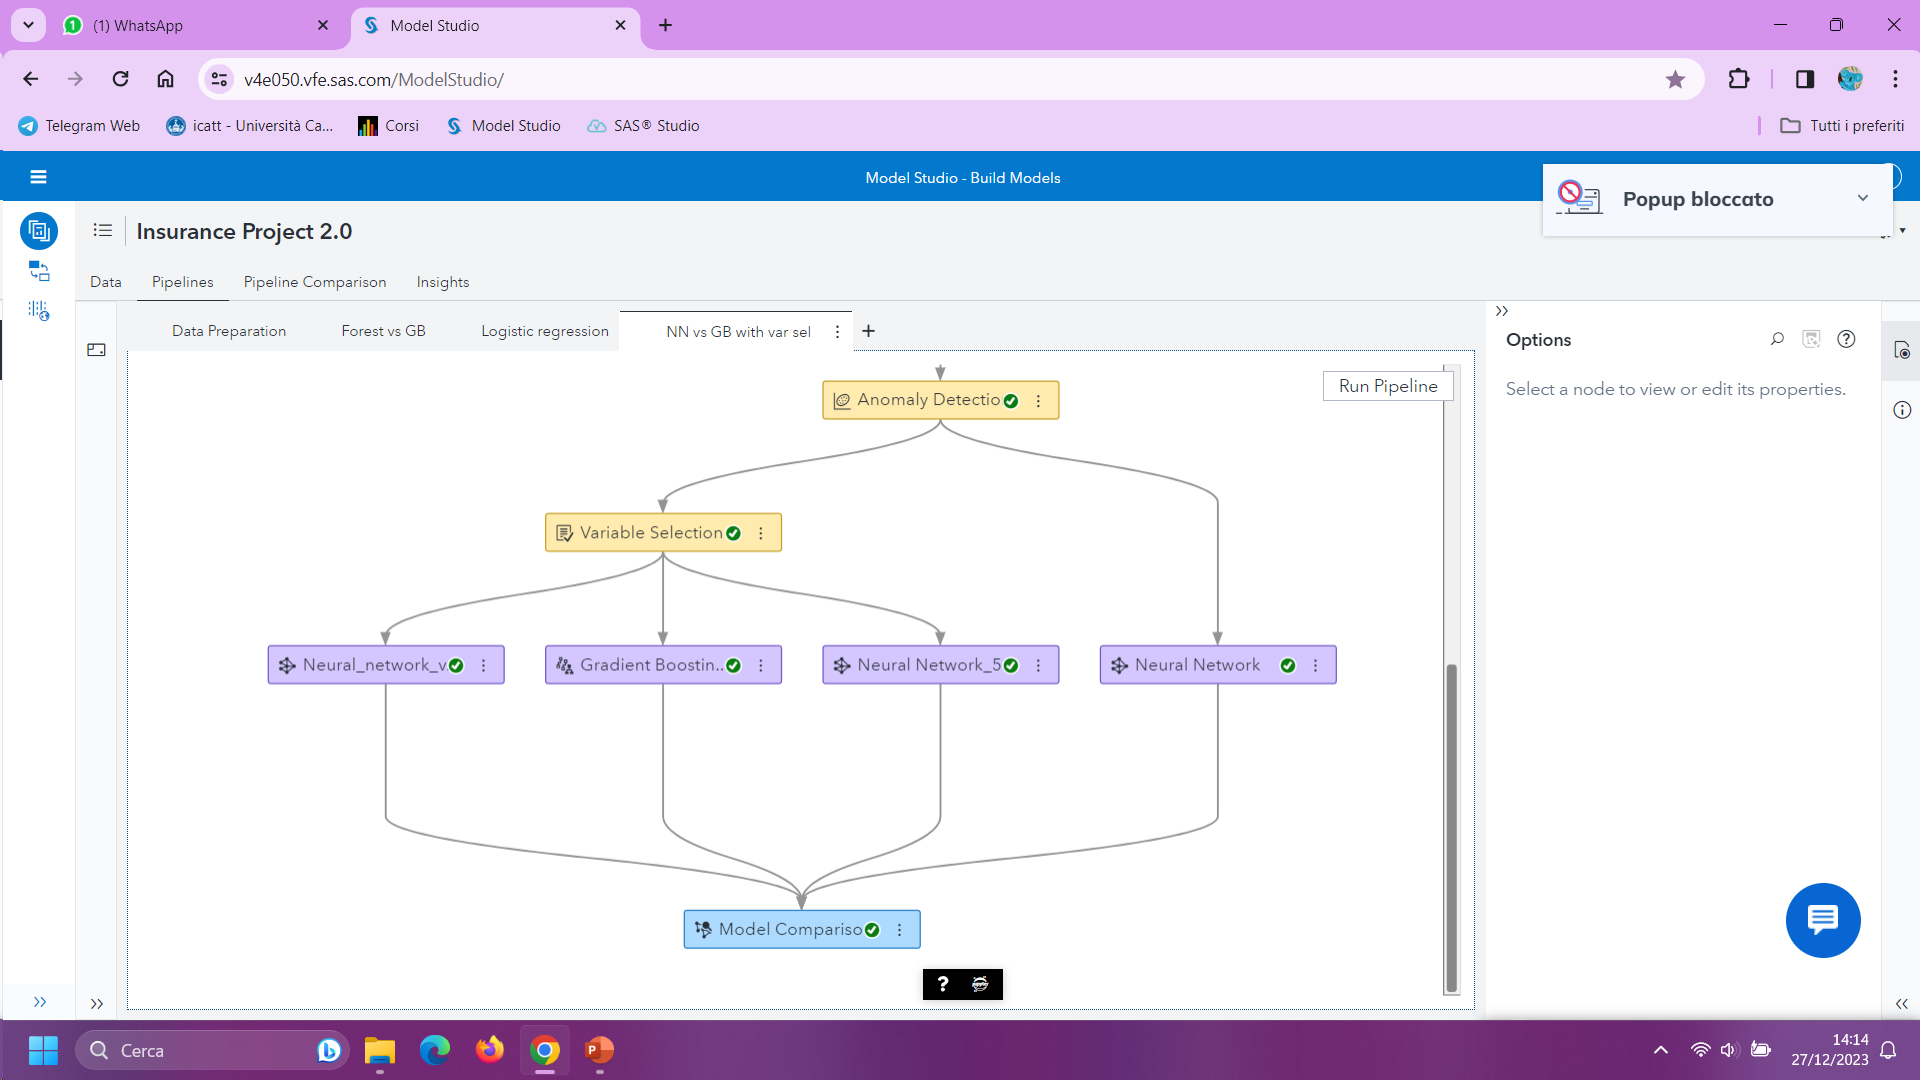 (1) WhatsApp
Model Studio
v4e050.vfe.sas.com/ModelStudio/
Telegram Web
icatt - Università Ca...
Corsi
Model Studio
SAS® Studio
Tutti i preferiti
Model Studio - Build Models
Popup bloccato
Insurance Project 2.0
Data
Pipelines
Pipeline Comparison
Insights
Data Preparation
Forest vs GB
Logistic regression
NN vs GB with var sel
Options
Run Pipeline
Select a node to view or edit its properties.
Anomaly Detectio
Variable Selection
Neural_network_v
Gradient Boostin...
Neural Network_5
Neural Network
Model Compariso
?
Cerca
14:14
27/12/2023